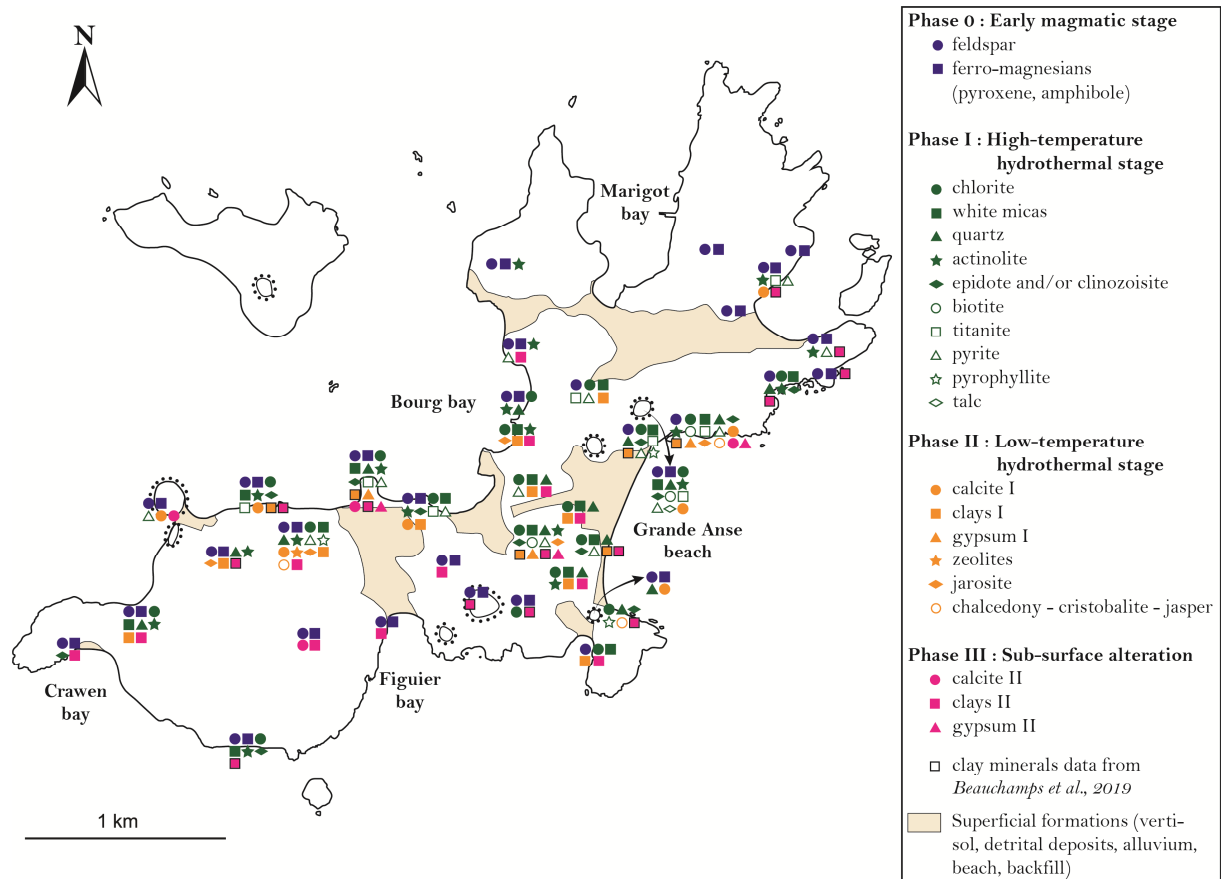 N
Marigot
bay
Bourg bay
Grande Anse
beach
Crawen
bay
Figuier
bay
1 km
Phase 0 : Early magmatic stage
feldspar
ferro-magnesians
(pyroxene, amphibole)
Phase I : High-temperature
hydrothermal stage
chlorite
white micas
quartz
actinolite
epidote and/or clinozoisite
biotite
titanite
pyrite
pyrophyllite
talc
Phase II : Low-temperature
hydrothermal stage
calcite I
clays I
gypsum I
zeolites
jarosite
chalcedony - cristobalite - jasper
Phase III : Sub-surface alteration
calcite II
clays II
gypsum II
clay minerals data from
Beauchamps et al., 2019
Superficial formations (verti-
sol, detrital deposits, alluvium,
beach, backfill)